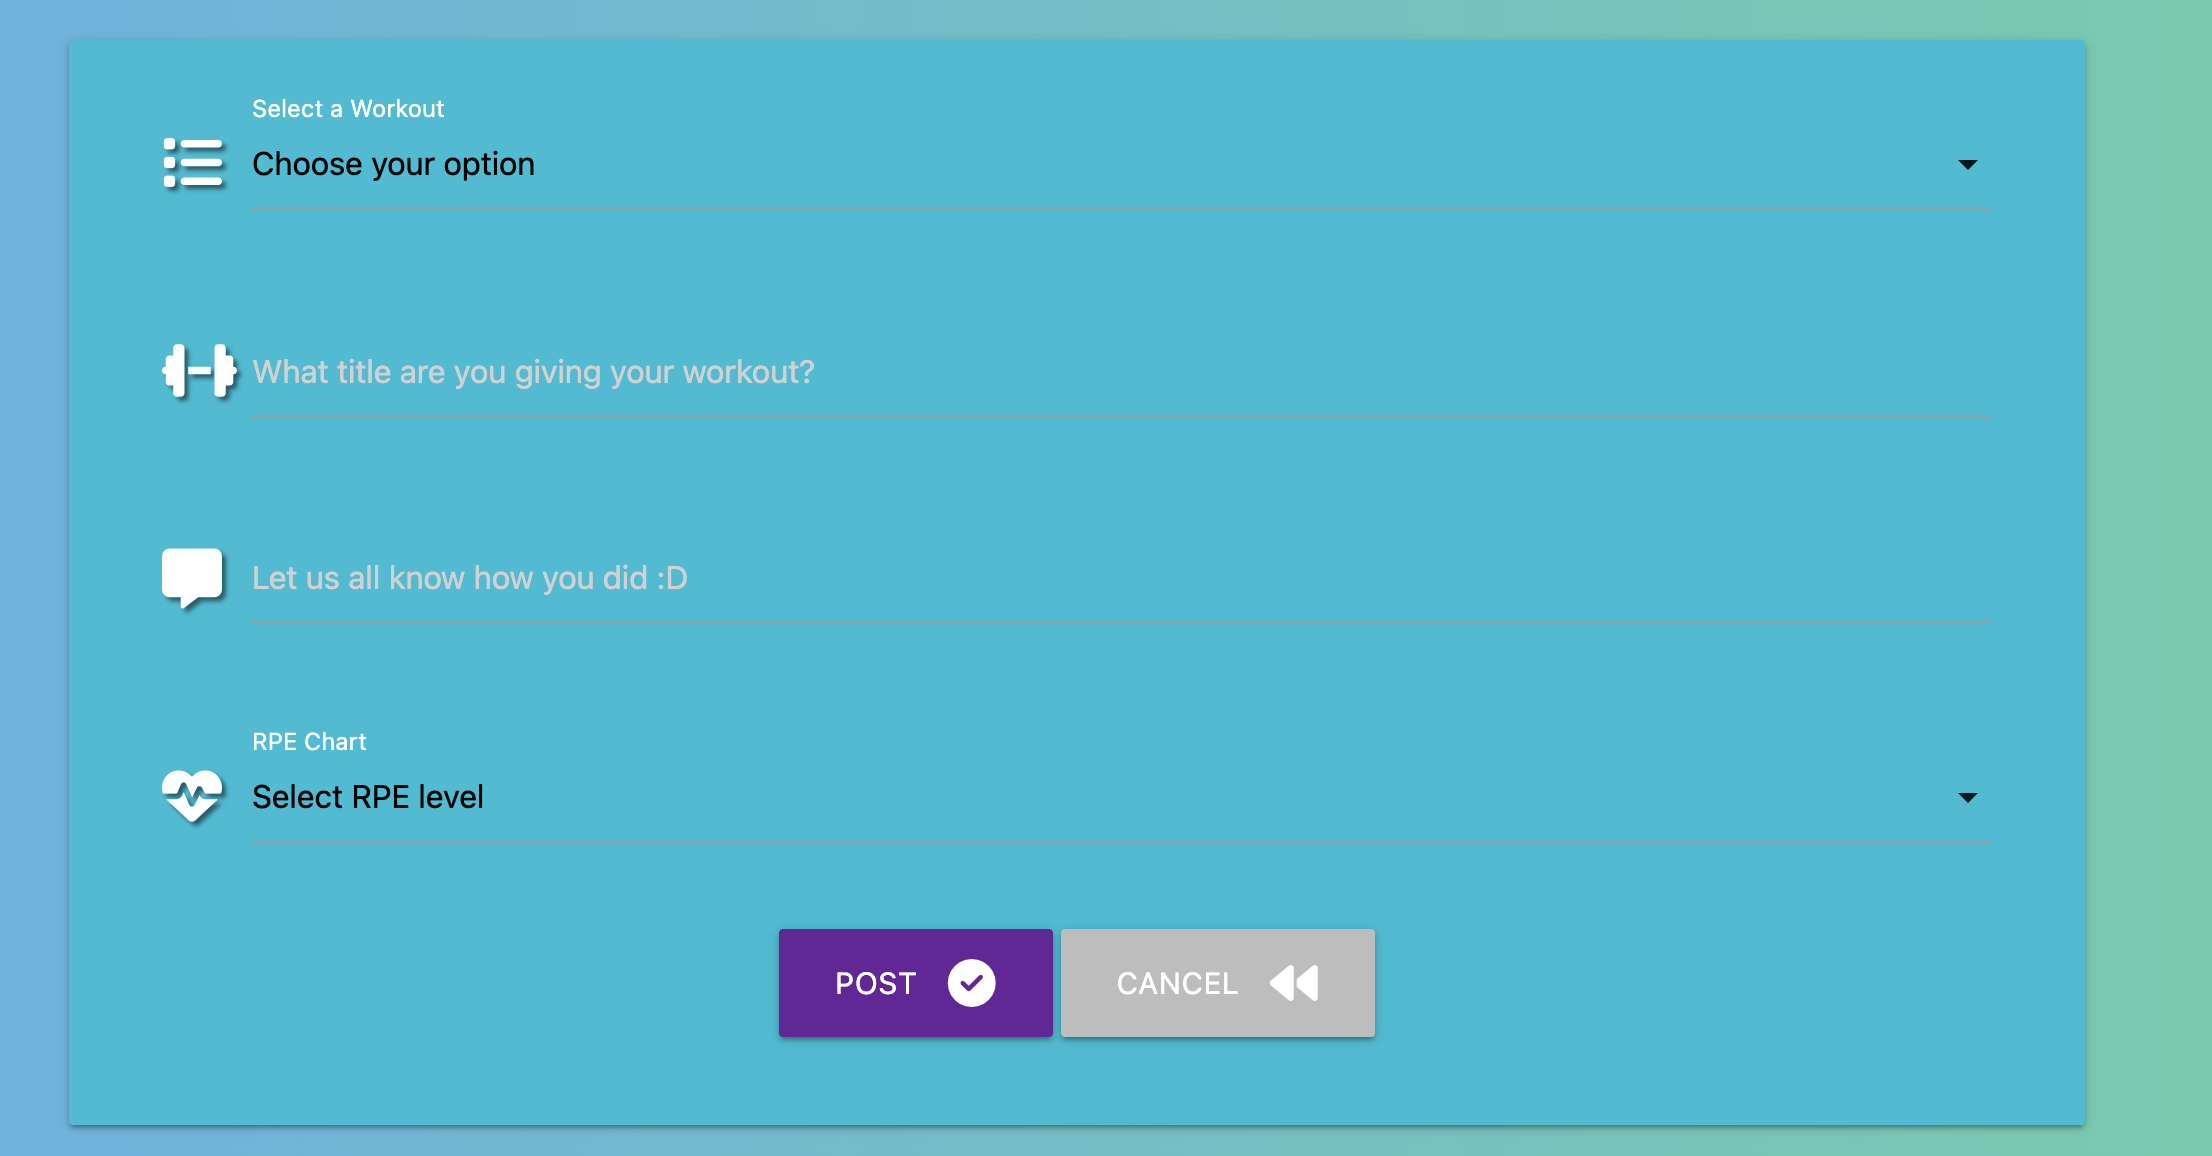 Select a Workout
Choose your option
What title are you giving your workout?
Let us all know how you did :D
RPE Chart
Select RPE level
POST
CANCEL